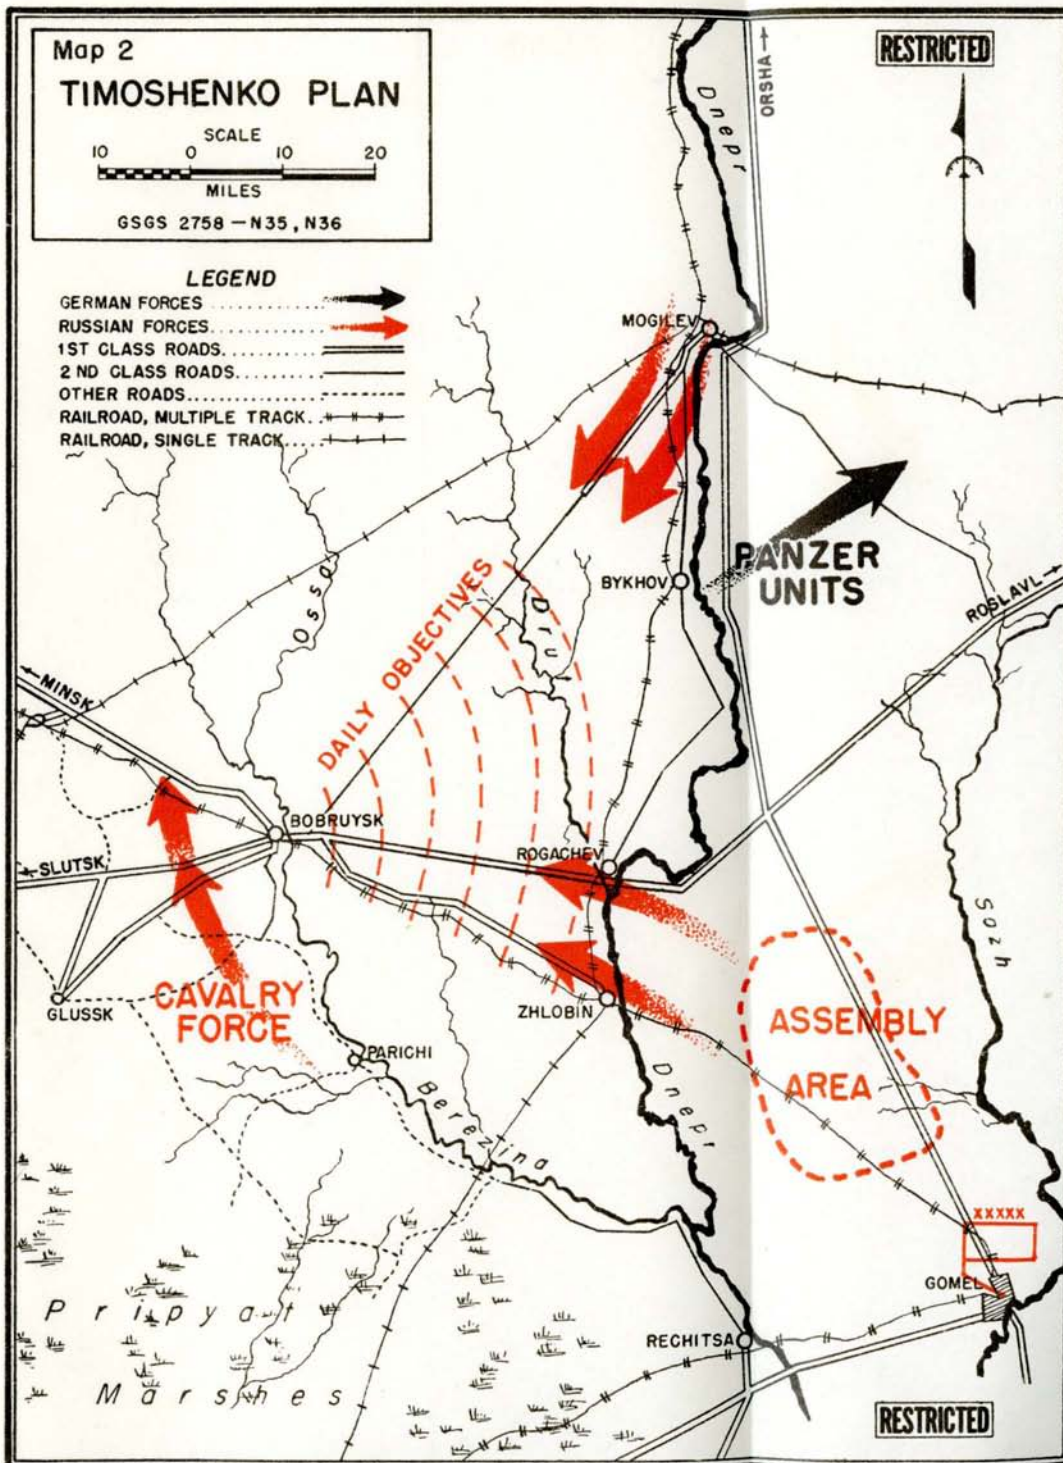 Map 2
TIMOSHENKO PLAN
SCALE
10 0 10 20
MILES
GSGS 2758 — N35, N36
RESTRICTED
ORSHA
Dnepr
LEGEND
GERMAN FORCES
RUSSIAN FORCES
1ST CLASS ROADS
2 ND CLASS ROADS
OTHER ROADS
RAILROAD, MULTIPLE TRACK
RAILROAD, SINGLE TRACK
MOGILEV
PANZER
UNITS
BYKHOV
ROSLAVL
Ossa
Drut
DAILY OBJECTIVES
MINSK
BOBRUYSK
ROGACHEV
SLUTSK
Sozh
CAVALRY
FORCE
GLUSSK
ZHLOBIN
ASSEMBLY
AREA
PARICHI
Berezina
Dnepr
XXXXX
GOMEL
Pripyat
Marshes
RECHITSA
RESTRICTED